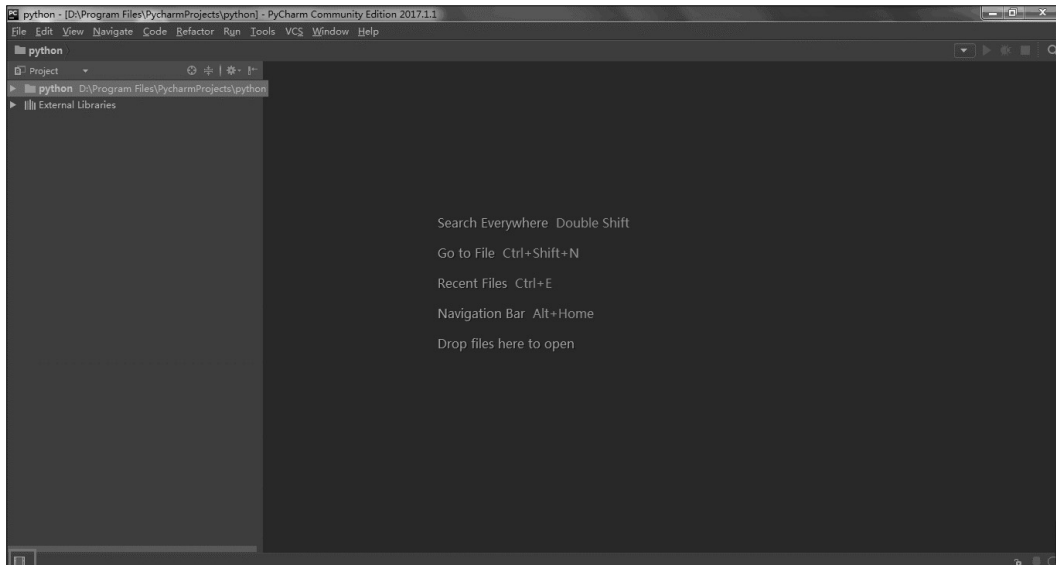 PC python - [D:\Program Files\PycharmProjects\python] - PyCharm Community Edition 2017.1.1
File Edit View Navigate Code Refactor Run Tools VCS Window Help
python
Project
python D:\Program Files\PycharmProjects\python
External Libraries
Search Everywhere Double Shift
Go to File Ctrl+Shift+N
Recent Files Ctrl+E
Navigation Bar Alt+Home
Drop files here to open